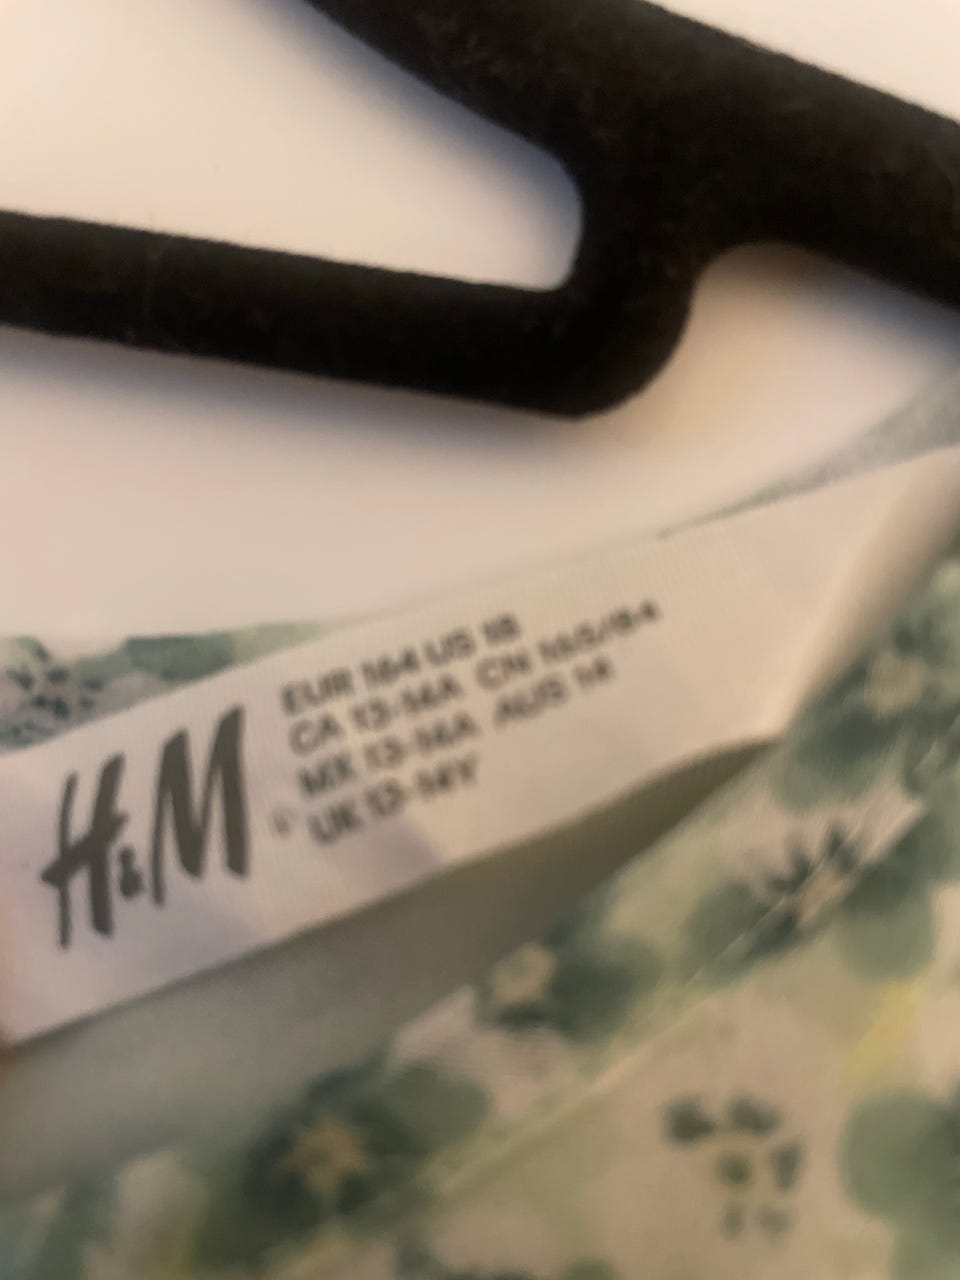 H&M
EUR 164 US 18
CA 13-14A CN 165/84
MX 13-14A AUS 14
UK 13-14Y